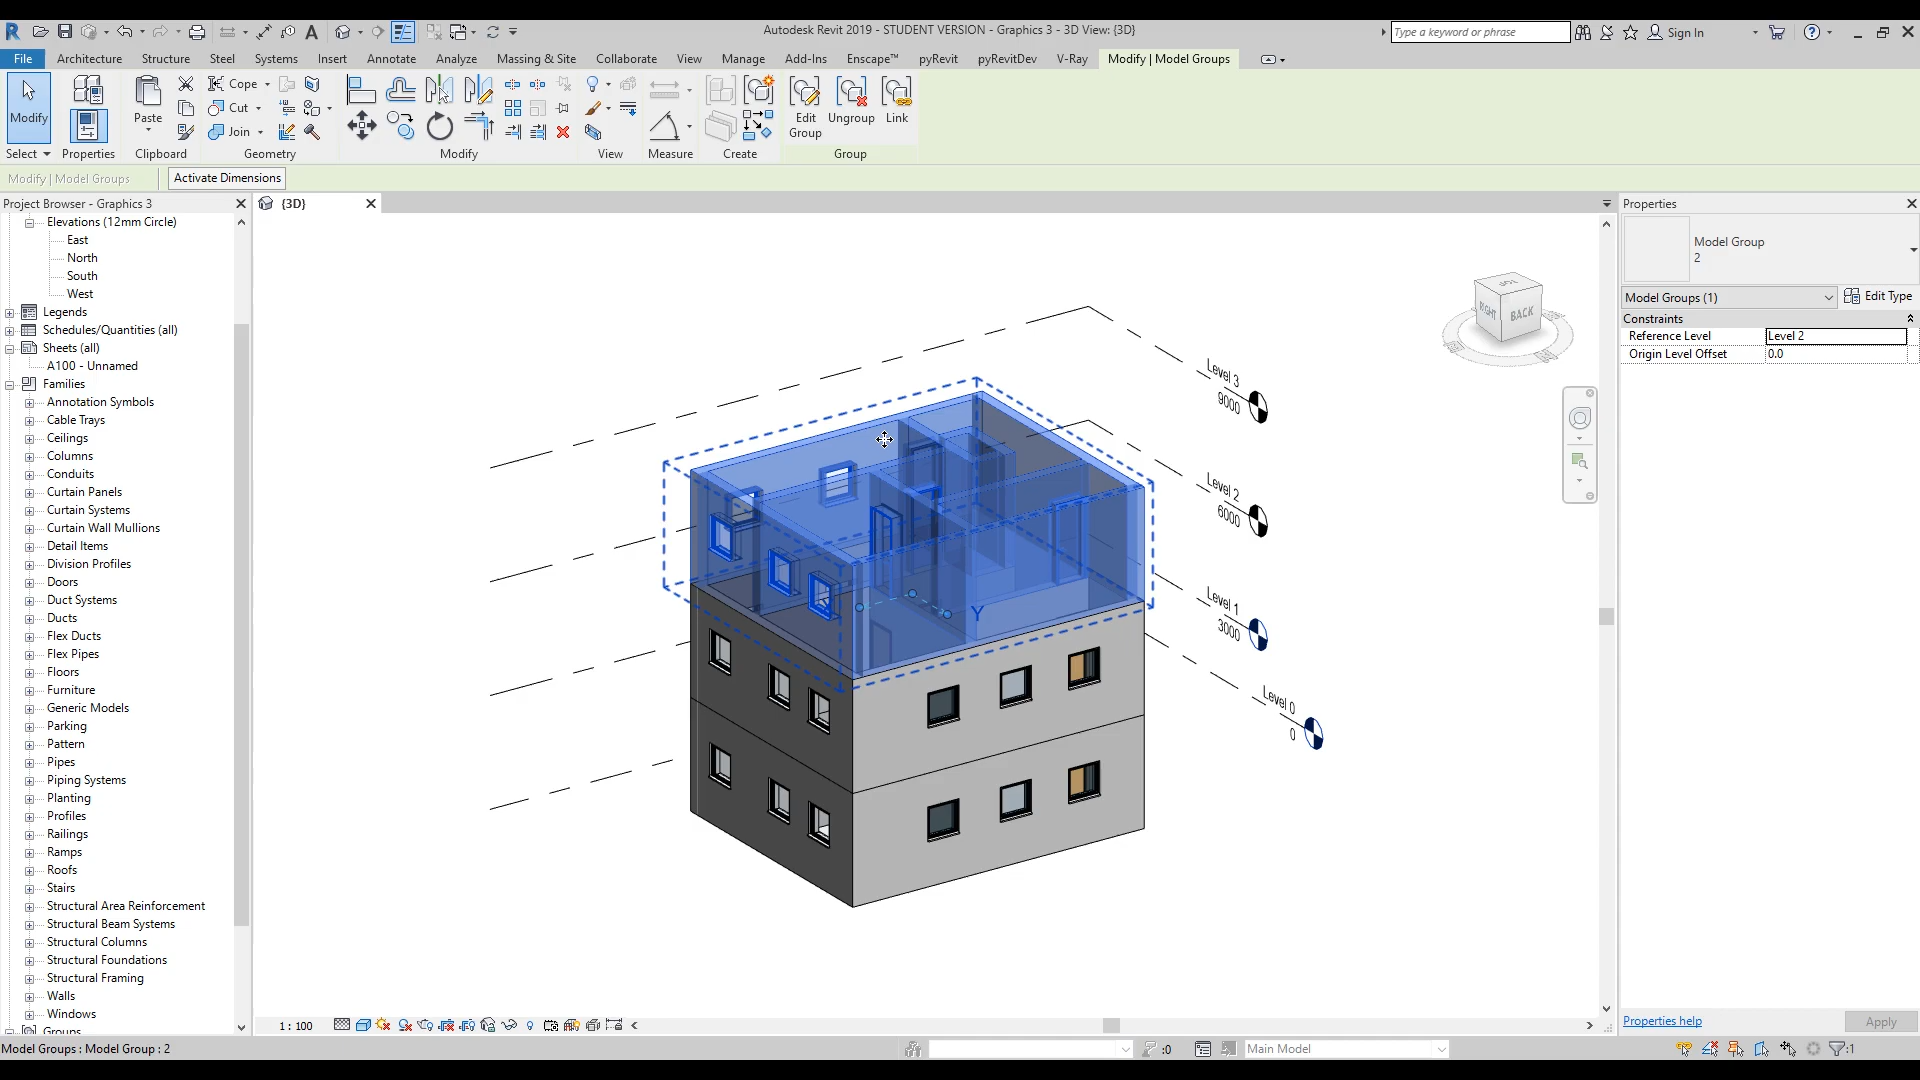 Autodesk Revit 2019 - STUDENT VERSION - Graphics 3 - 3D View: {3D}
Type a keyword or phrase
Sign In
File
Architecture
Structure
Steel
Systems
Insert
Annotate
Analyze
Massing & Site
Collaborate
View
Manage
Add-Ins
Enscape™
pyRevit
pyRevitDev
V-Ray
Modify | Model Groups
Modify
Paste
Cope
Cut
Join
Edit
Group
Ungroup
Link
Select
Properties
Clipboard
Geometry
Modify
View
Measure
Create
Group
Modify | Model Groups
Activate Dimensions
Project Browser - Graphics 3
Elevations (12mm Circle)
East
North
South
West
Legends
Schedules/Quantities (all)
Sheets (all)
A100 - Unnamed
Families
Annotation Symbols
Cable Trays
Ceilings
Columns
Conduits
Curtain Panels
Curtain Systems
Curtain Wall Mullions
Detail Items
Division Profiles
Doors
Duct Systems
Ducts
Flex Ducts
Flex Pipes
Floors
Furniture
Generic Models
Parking
Pattern
Pipes
Piping Systems
Planting
Profiles
Railings
Ramps
Roofs
Stairs
Structural Area Reinforcement
Structural Beam Systems
Structural Columns
Structural Foundations
Structural Framing
Walls
Windows
Groups
{3D}
TOP
RIGHT
BACK
Level 3
9000
Level 2
6000
Level 1
3000
Level 0
0
Y
Properties
Model Group
2
Model Groups (1)
Edit Type
Constraints
Reference Level
Level 2
Origin Level Offset
0.0
Properties help
Apply
1 : 100
Model Groups : Model Group : 2
:0
Main Model
:1